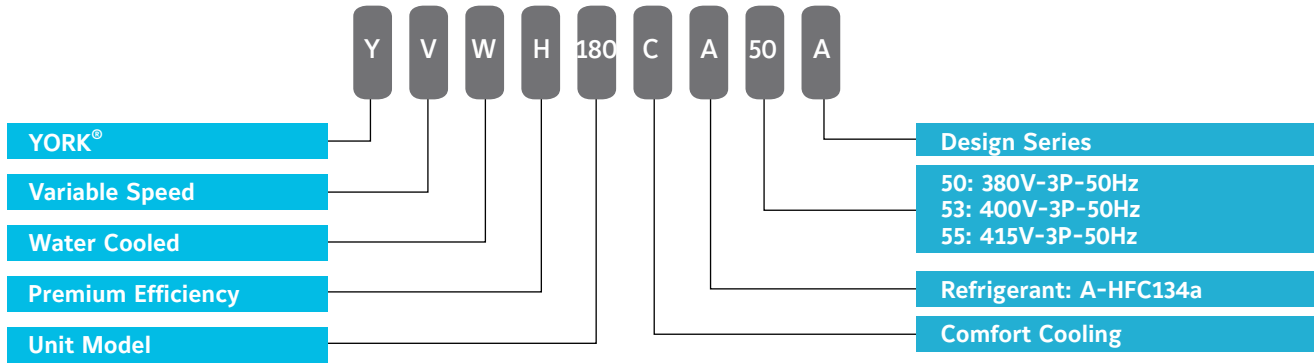 Y V W H 180 C A 50 A
YORK®
Variable Speed
Water Cooled
Premium Efficiency
Unit Model
Design Series
50: 380V-3P-50Hz
53: 400V-3P-50Hz
55: 415V-3P-50Hz
Refrigerant: A-HFC134a
Comfort Cooling